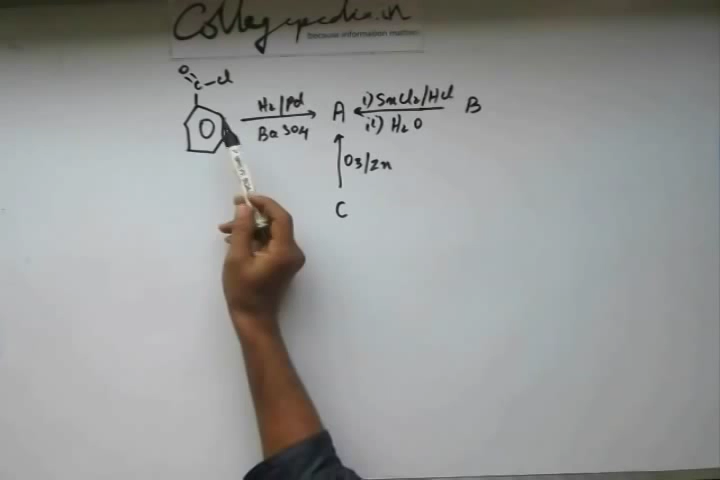 Collegepedia.in
because information matters
O
C-Cl
H2/Pd
BaSO4
A
i) SnCl2/HCl
ii) H2O
B
O3/Zn
C